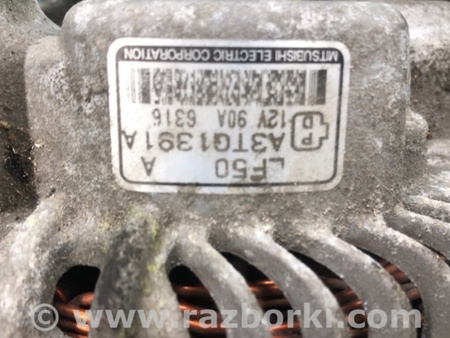 LF50 A
A3TG1391A
P
12V 90A 6316
MITSUBISHI ELECTRIC CORPORATION
www.razborki.com